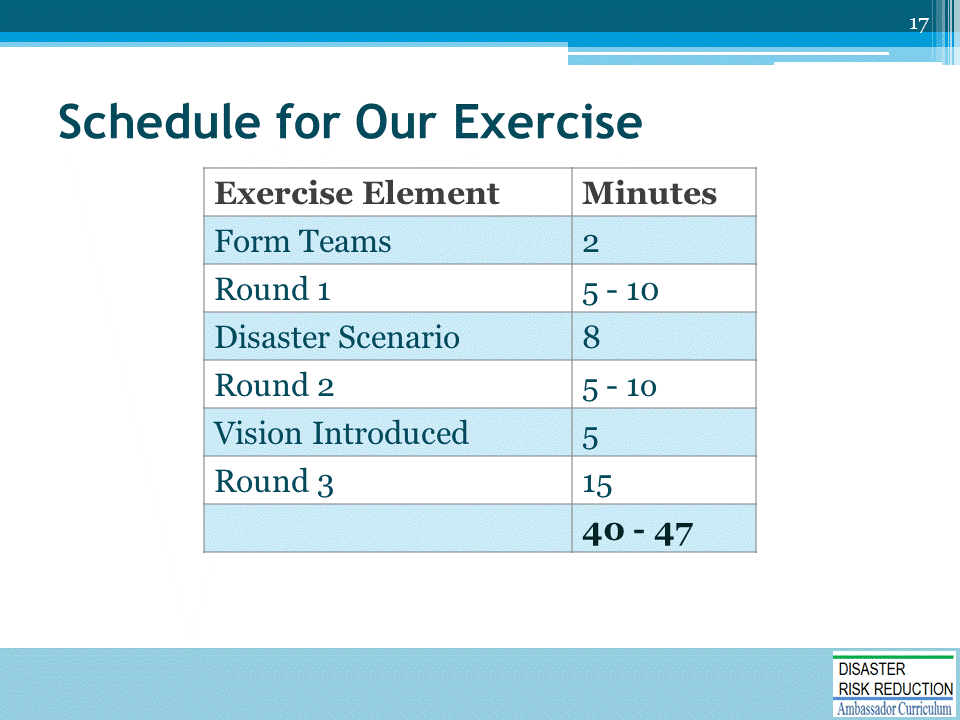 17
Schedule for Our Exercise
Exercise Element Minutes
Form Teams 2
Round 1 5 - 10
Disaster Scenario 8
Round 2 5 - 10
Vision Introduced 5
Round 3 15
40 - 47
DISASTER
RISK REDUCTION
Ambassador Curriculum